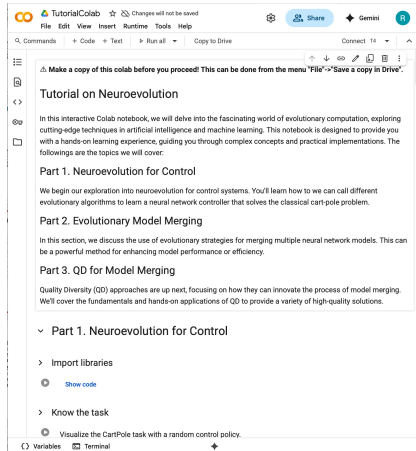 TutorialColab Changes will not be saved
File Edit View Insert Runtime Tools Help
Share Gemini R
Commands + Code + Text Run all Copy to Drive Connect T4
⚠ Make a copy of this colab before you proceed! This can be done from the menu "File"->"Save a copy in Drive".
Tutorial on Neuroevolution
In this interactive Colab notebook, we will delve into the fascinating world of evolutionary computation, exploring
cutting-edge techniques in artificial intelligence and machine learning. This notebook is designed to provide you
with a hands-on learning experience, guiding you through complex concepts and practical implementations. The
followings are the topics we will cover:
Part 1. Neuroevolution for Control
We begin our exploration into neuroevolution for control systems. You'll learn how to we can call different
evolutionary algorithms to learn a neural network controller that solves the classical cart-pole problem.
Part 2. Evolutionary Model Merging
In this section, we discuss the use of evolutionary strategies for merging multiple neural network models. This can
be a powerful method for enhancing model performance or efficiency.
Part 3. QD for Model Merging
Quality Diversity (QD) approaches are up next, focusing on how they can innovate the process of model merging.
We'll cover the fundamentals and hands-on applications of QD to provide a variety of high-quality solutions.
Part 1. Neuroevolution for Control
Import libraries
Show code
Know the task
Visualize the CartPole task with a random control policy.
Variables Terminal